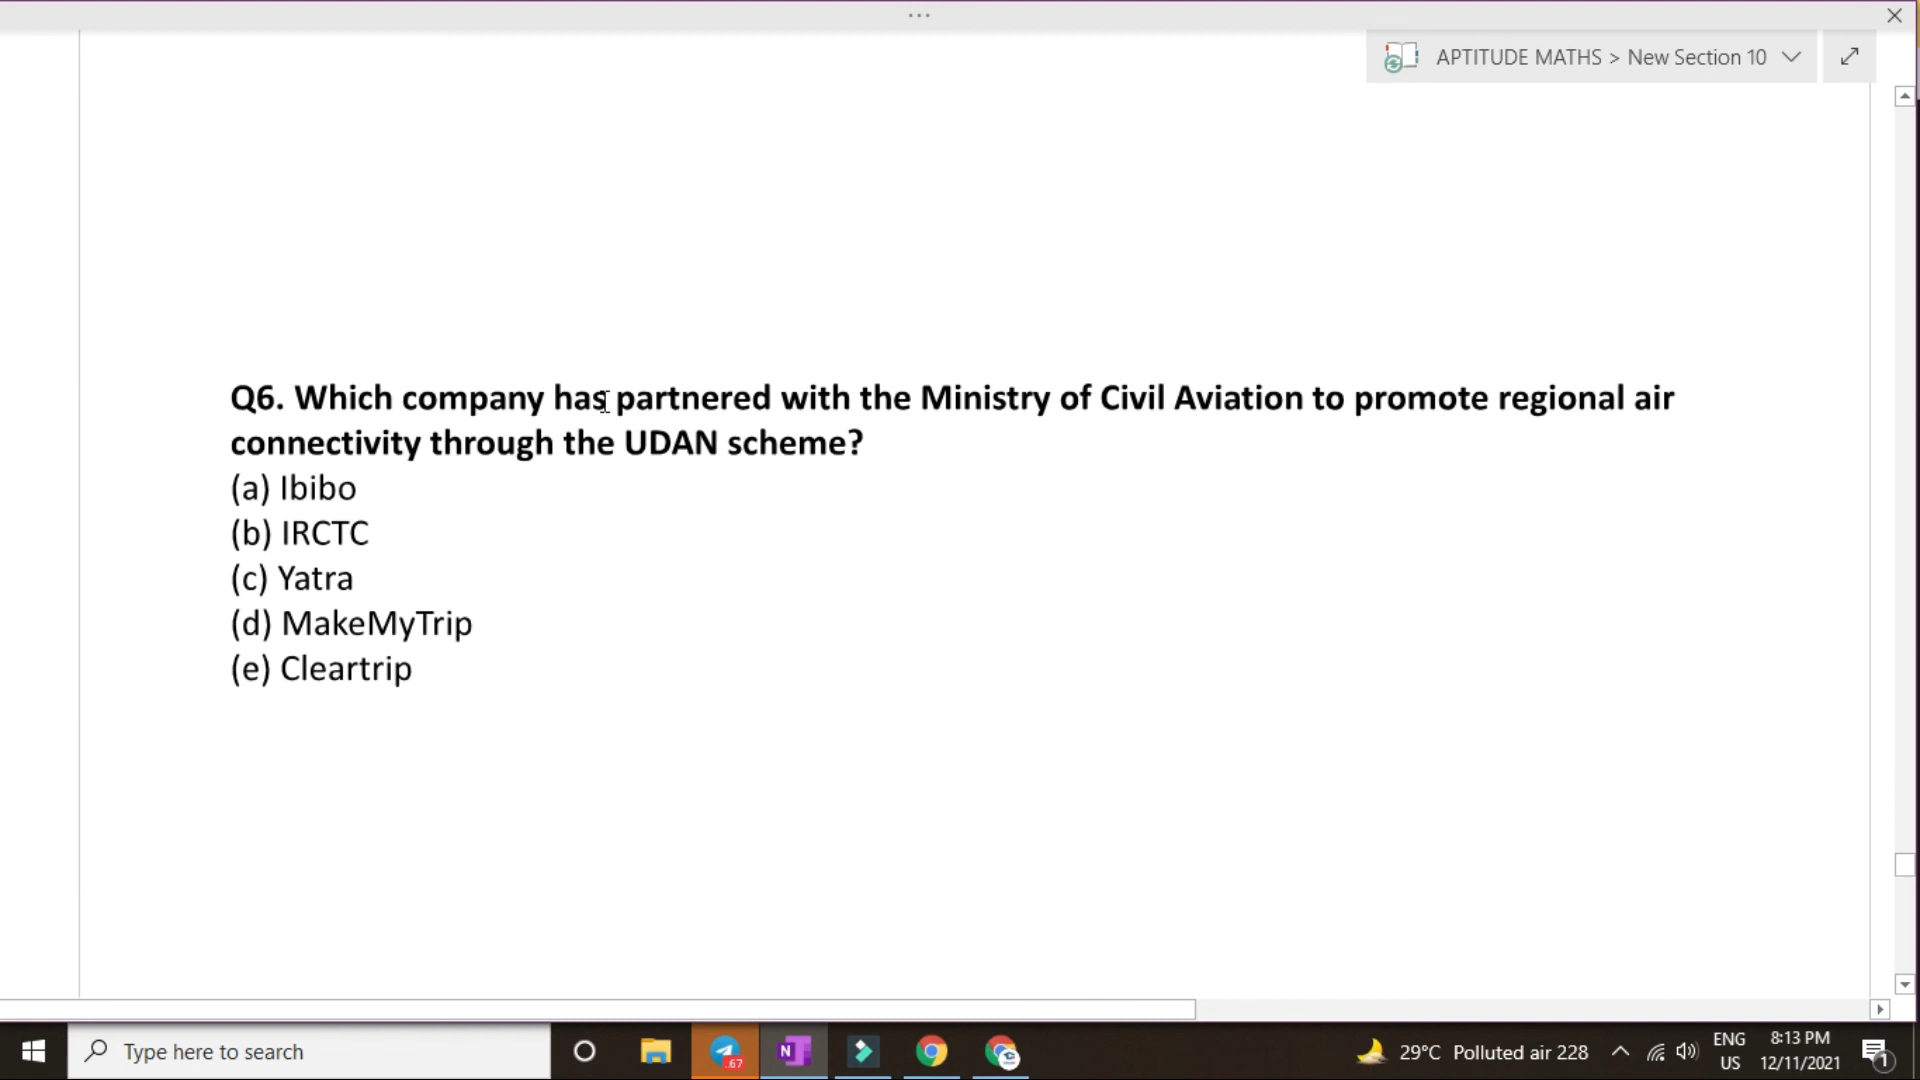 APTITUDE MATHS > New Section 10
Q6. Which company has partnered with the Ministry of Civil Aviation to promote regional air
connectivity through the UDAN scheme?
(a) Ibibo
(b) IRCTC
(c) Yatra
(d) MakeMyTrip
(e) Cleartrip
Type here to search
67
N
29°C Polluted air 228
ENG
US
8:13 PM
12/11/2021
1